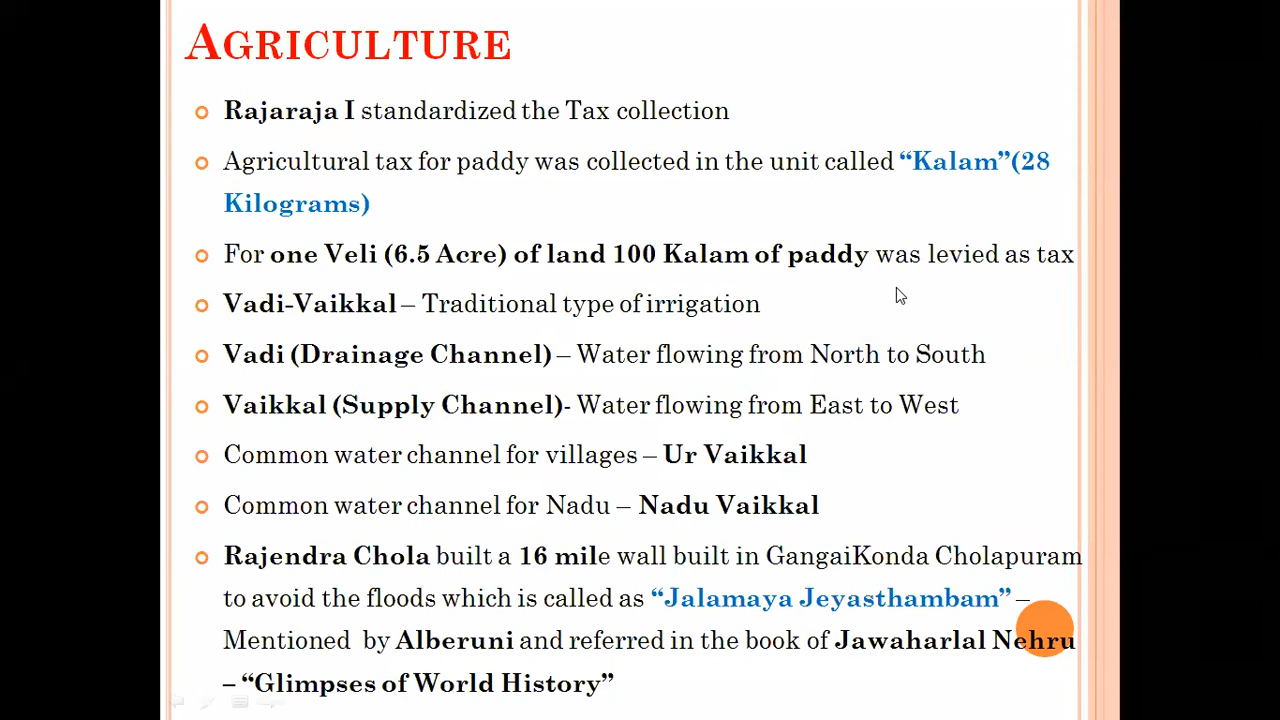 AGRICULTURE
Rajaraja I standardized the Tax collection
Agricultural tax for paddy was collected in the unit called “Kalam”(28
Kilograms)
For one Veli (6.5 Acre) of land 100 Kalam of paddy was levied as tax
Vadi-Vaikkal – Traditional type of irrigation
Vadi (Drainage Channel) – Water flowing from North to South
Vaikkal (Supply Channel)- Water flowing from East to West
Common water channel for villages – Ur Vaikkal
Common water channel for Nadu – Nadu Vaikkal
Rajendra Chola built a 16 mile wall built in GangaiKonda Cholapuram
to avoid the floods which is called as “Jalamaya Jeyasthambam” –
Mentioned by Alberuni and referred in the book of Jawaharlal Nehru
– “Glimpses of World History”